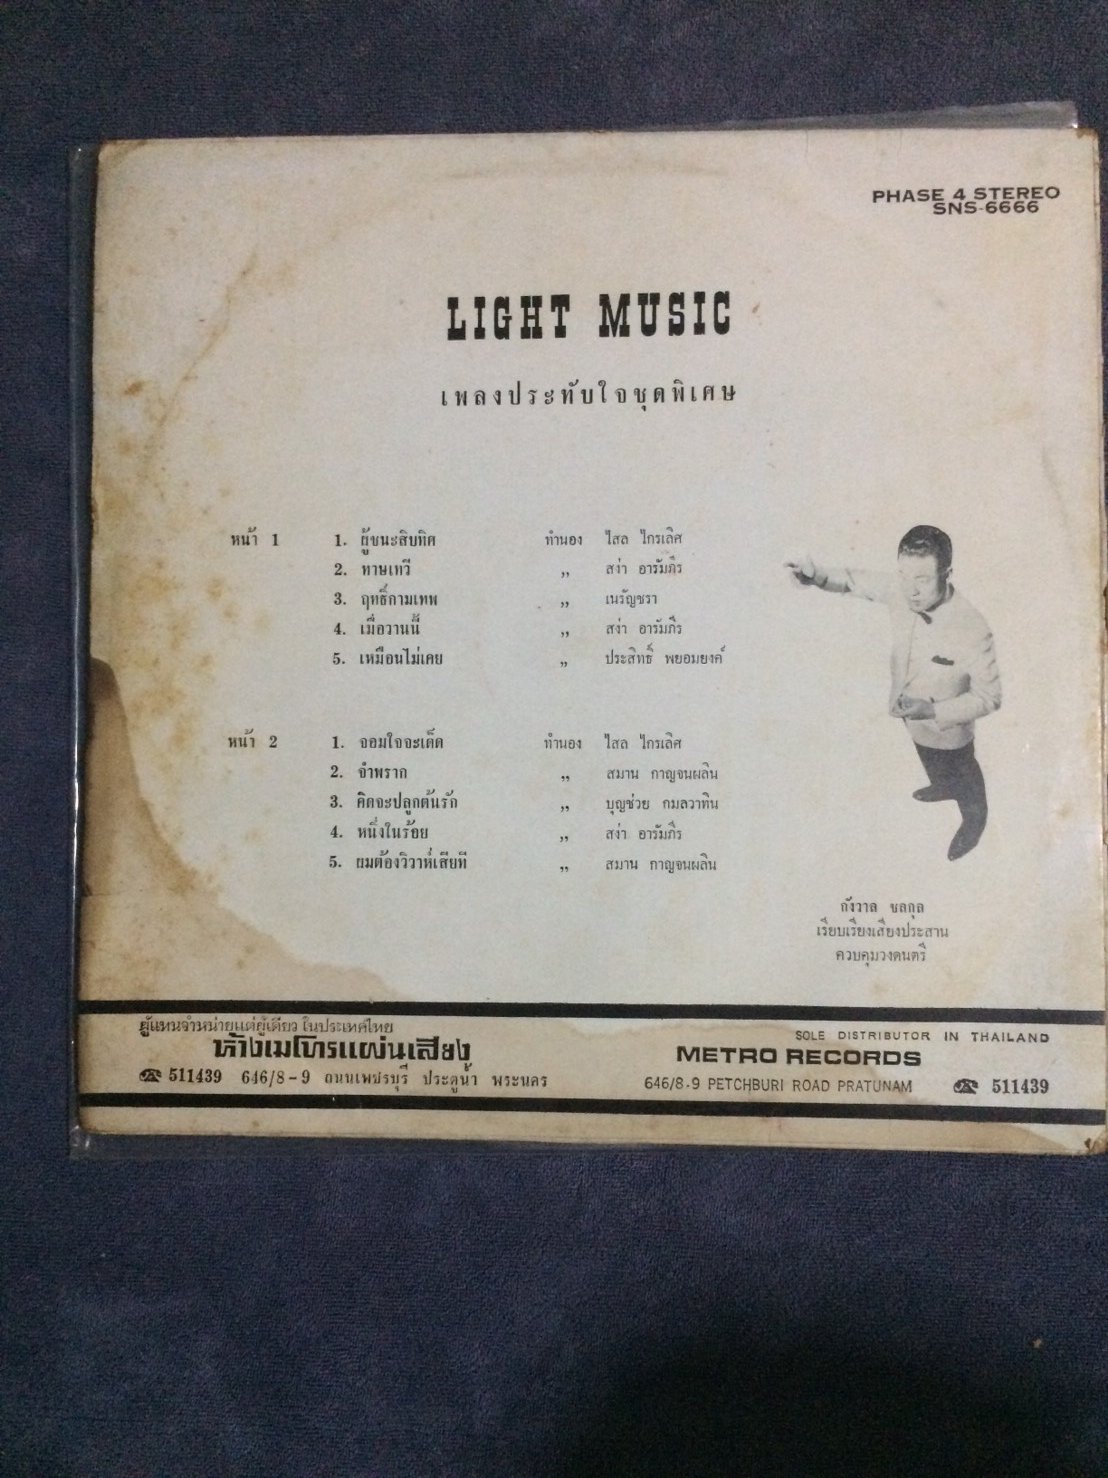 PHASE 4 STEREO
SNS-6666
LIGHT MUSIC
เพลงประทับใจชุดพิเศษ
หน้า 1 1. ผู้ชนะสิบทิศ ทำนอง ไสล ไกรเลิศ
2. ทาษเทวี ,, สง่า อารัมภีร
3. ฤทธิ์กามเทพ ,, เนรัญชรา
4. เมื่อวานนี้ ,, สง่า อารัมภีร
5. เหมือนไม่เคย ,, ประสิทธิ์ พยอมยงค์
หน้า 2 1. จอมใจจะเด็ด ทำนอง ไสล ไกรเลิศ
2. จำพราก ,, สมาน กาญจนผลิน
3. คิดจะปลูกต้นรัก ,, บุญช่วย กมลวาทิน
4. หนึ่งในร้อย ,, สง่า อารัมภีร
5. ยมต้องวิวาห์เสียที ,, สมาน กาญจนผลิน
กังวาล ชลกุล
เรียบเรียงเสียงประสาน
ควบคุมวงดนตรี
ผู้แทนจำหน่ายแต่ผู้เดียว ในประเทศไทย
ห้างเมโทรแผ่นเสียง
☎ 511439 646/8-9 ถนนเพชรบุรี ประตูน้ำ พระนคร
SOLE DISTRIBUTOR IN THAILAND
METRO RECORDS
646/8-9 PETCHBURI ROAD PRATUNAM ☎ 511439